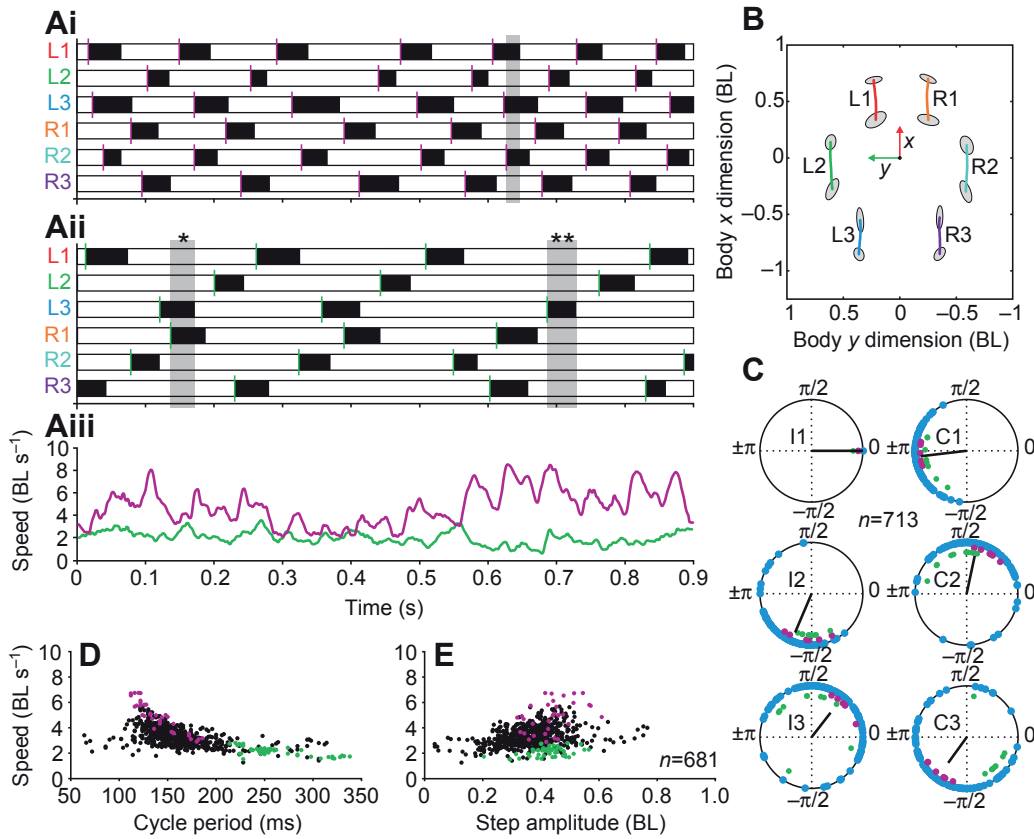 Ai
L1
L2
L3
R1
R2
R3
Aii
* **
L1
L2
L3
R1
R2
R3
Aiii
Speed (BL s–1)
10
8
6
4
2
0
0 0.1 0.2 0.3 0.4 0.5 0.6 0.7 0.8 0.9
Time (s)
B
Body x dimension (BL)
1
0.5
0
–0.5
–1
L1 R1
L2 R2
L3 R3
x
y
1 0.5 0 -0.5 -1
Body y dimension (BL)
C
π/2 π/2
±π I1 0 ±π C1 0
–π/2 –π/2
n=713
π/2 π/2
±π I2 0 ±π C2 0
–π/2 –π/2
π/2 π/2
±π I3 0 ±π C3 0
–π/2 –π/2
D
Speed (BL s–1)
10
8
6
4
2
0
50 100 150 200 250 300 350
Cycle period (ms)
E
10
8
6
4
2
0
n=681
0 0.2 0.4 0.6 0.8 1.0
Step amplitude (BL)